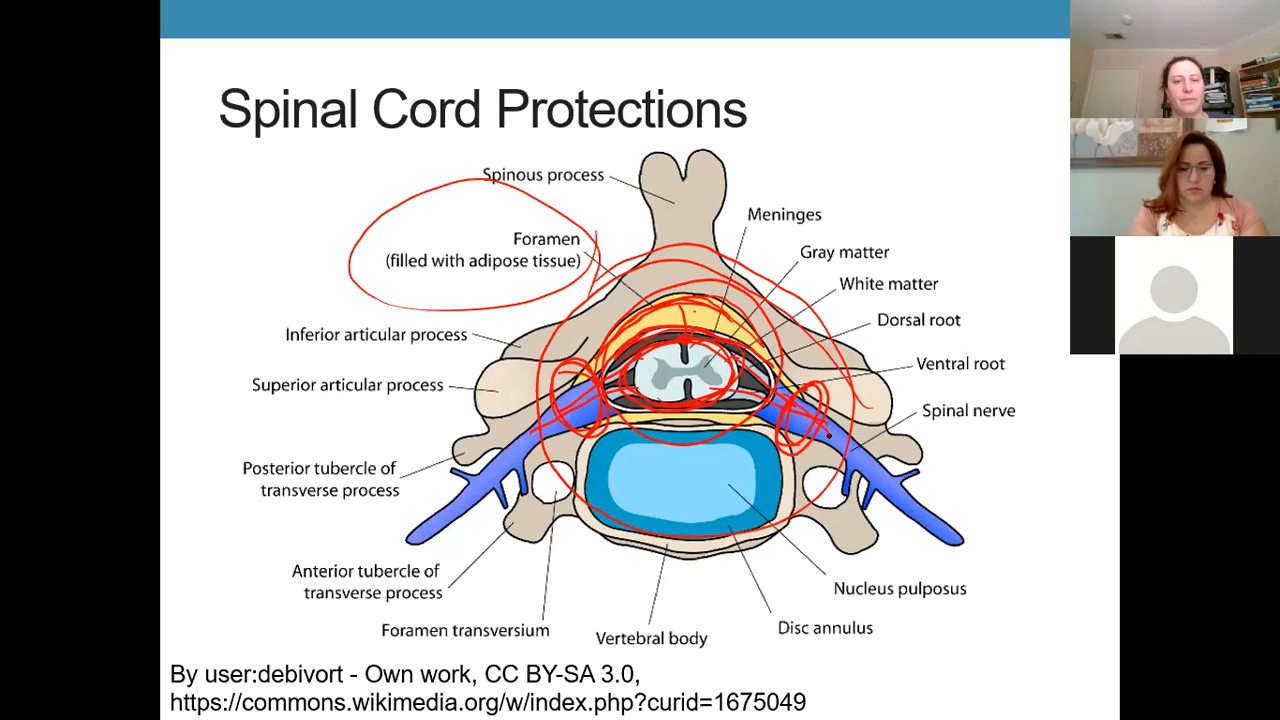 Spinal Cord Protections
Spinous process
Meninges
Foramen
(filled with adipose tissue)
Gray matter
White matter
Dorsal root
Inferior articular process
Ventral root
Superior articular process
Spinal nerve
Posterior tubercle of
transverse process
Anterior tubercle of
transverse process
Nucleus pulposus
Foramen transversium
Vertebral body
Disc annulus
By user:debivort - Own work, CC BY-SA 3.0,
https://commons.wikimedia.org/w/index.php?curid=1675049